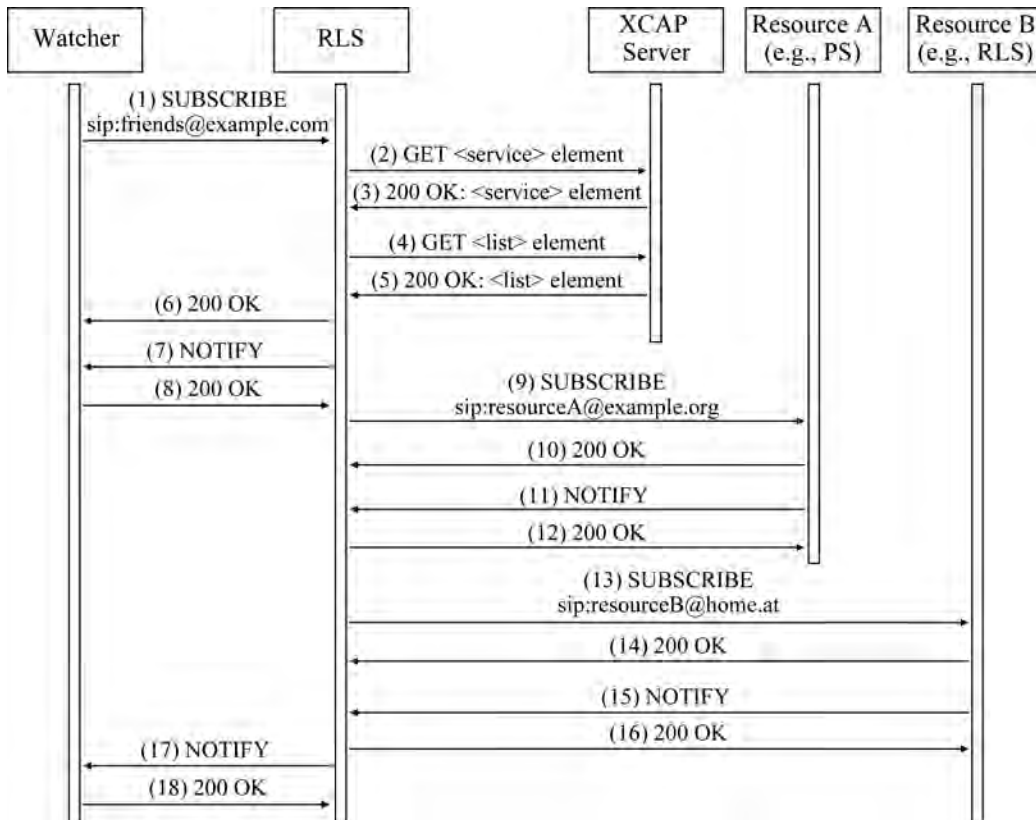 Watcher
RLS
XCAP
Server
Resource A
(e.g., PS)
Resource B
(e.g., RLS)
(1) SUBSCRIBE
sip:friends@example.com
(2) GET <service> element
(3) 200 OK: <service> element
(4) GET <list> element
(5) 200 OK: <list> element
(6) 200 OK
(7) NOTIFY
(8) 200 OK
(9) SUBSCRIBE
sip:resourceA@example.org
(10) 200 OK
(11) NOTIFY
(12) 200 OK
(13) SUBSCRIBE
sip:resourceB@home.at
(14) 200 OK
(15) NOTIFY
(16) 200 OK
(17) NOTIFY
(18) 200 OK